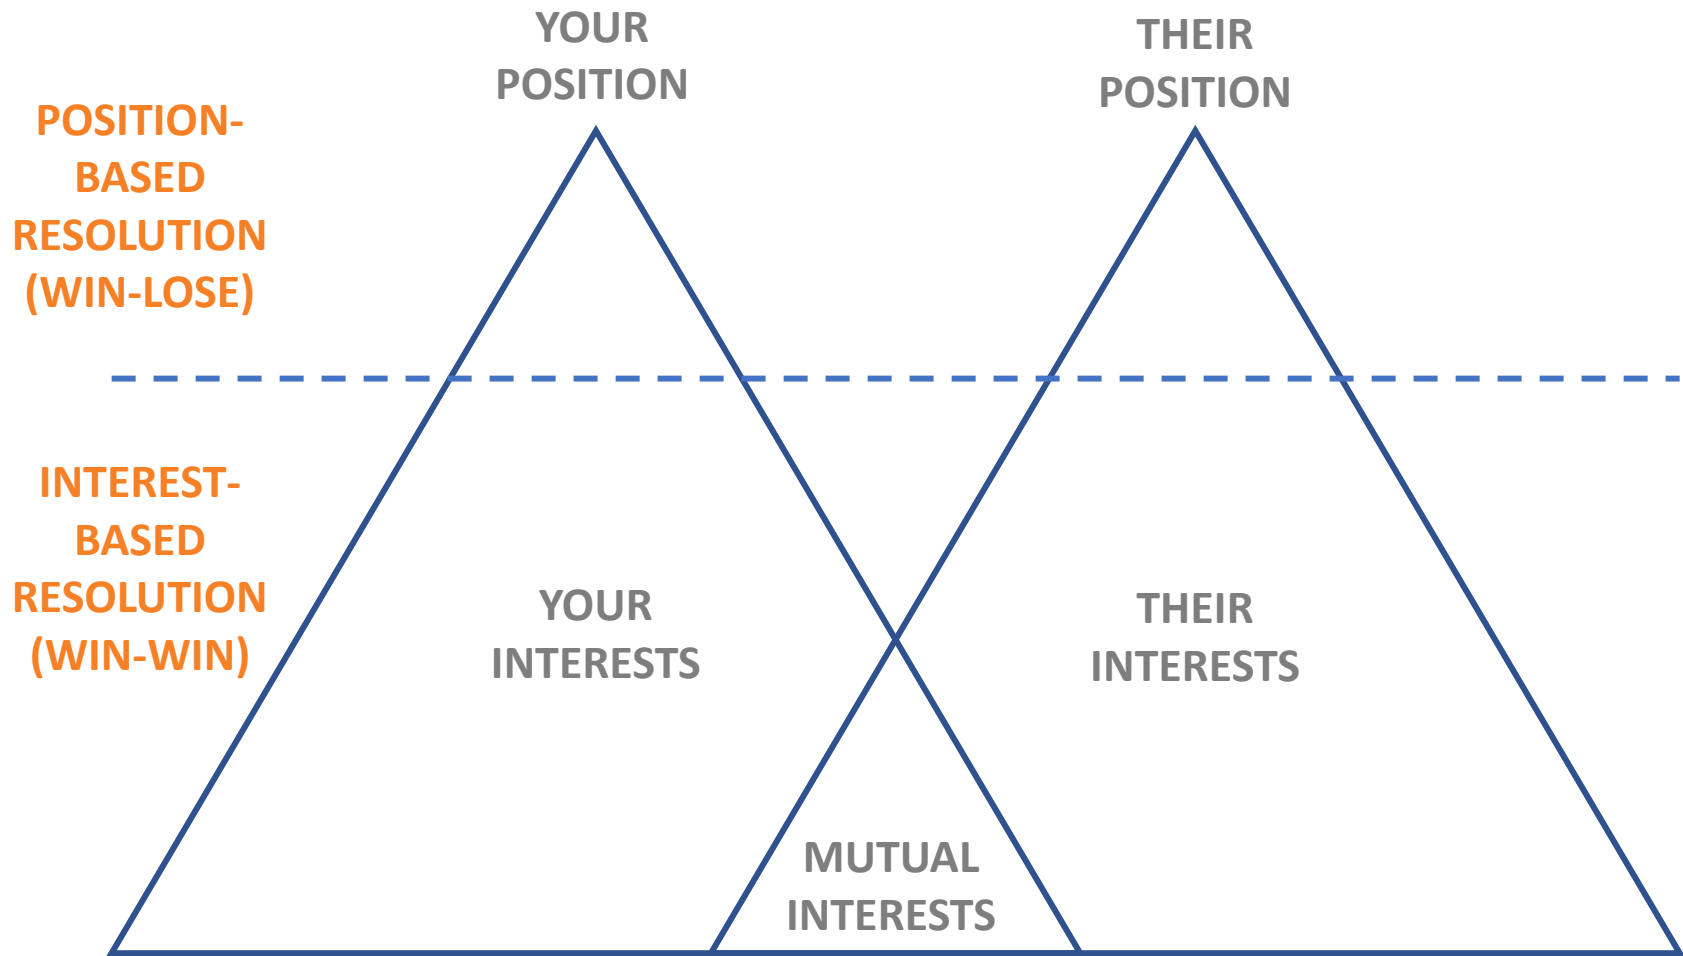 YOUR
POSITION
THEIR
POSITION
POSITION-
BASED
RESOLUTION
(WIN-LOSE)
INTEREST-
BASED
RESOLUTION
(WIN-WIN)
YOUR
INTERESTS
THEIR
INTERESTS
MUTUAL
INTERESTS